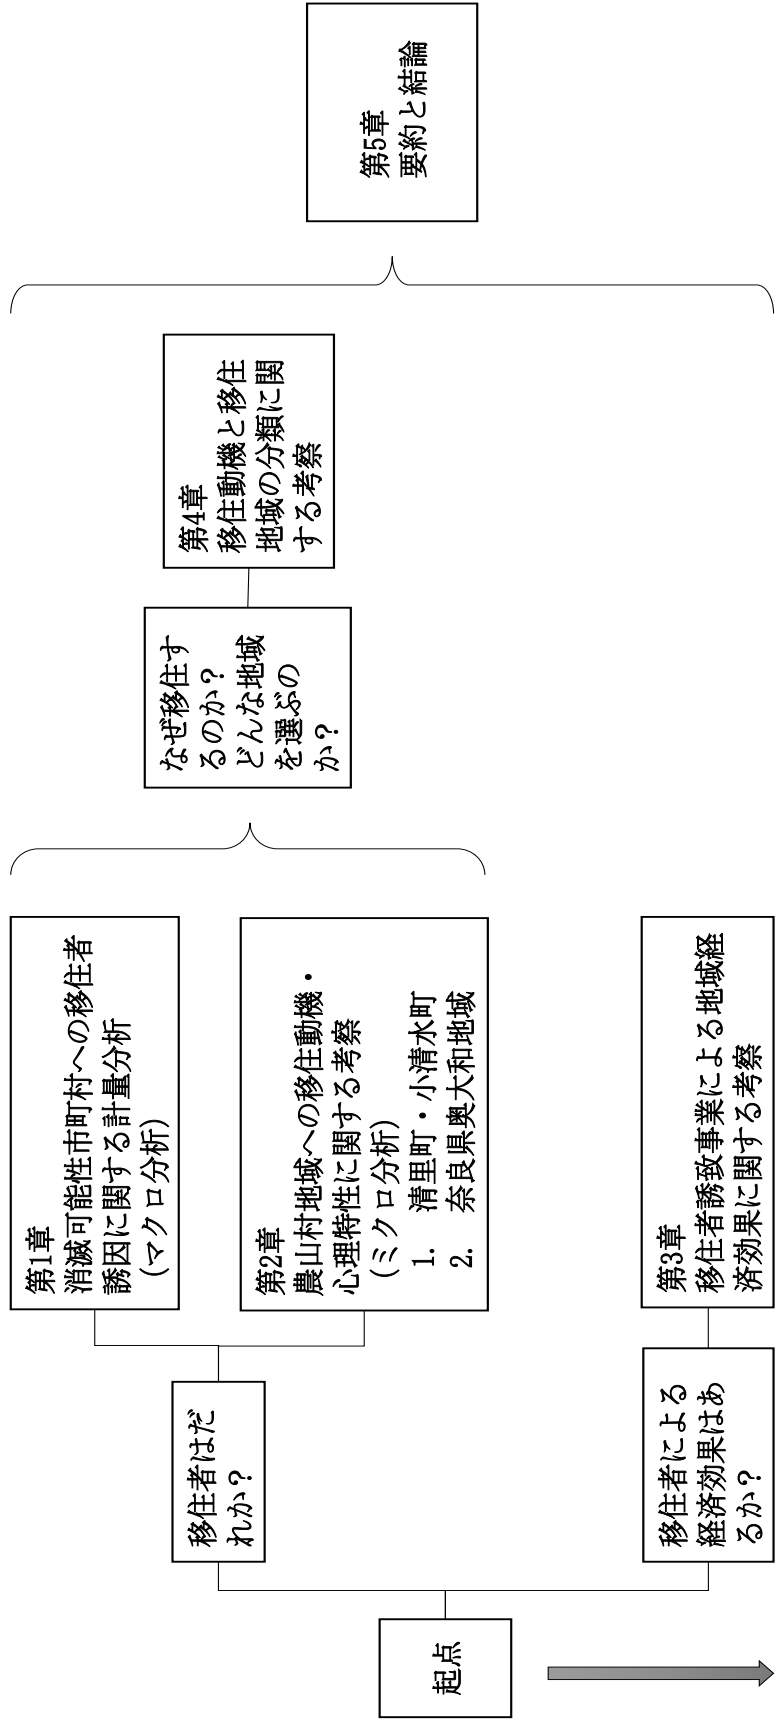 起点
移住者はだ
れか?
移住者による
経済効果はあ
るか?
第1章
消滅可能性市町村への移住者
誘因に関する計量分析
(マクロ分析)
第2章
農山村地域への移住動機・
心理特性に関する考察
(ミクロ分析)
1. 清里町・小清水町
2. 奈良県奥大和地域
第3章
移住者誘致事業による地域経
済効果に関する考察
なぜ移住す
るのか?
どんな地域
を選ぶの
か?
第4章
移住動機と移住
地域の分類に関
する考察
第5章
要約と結論